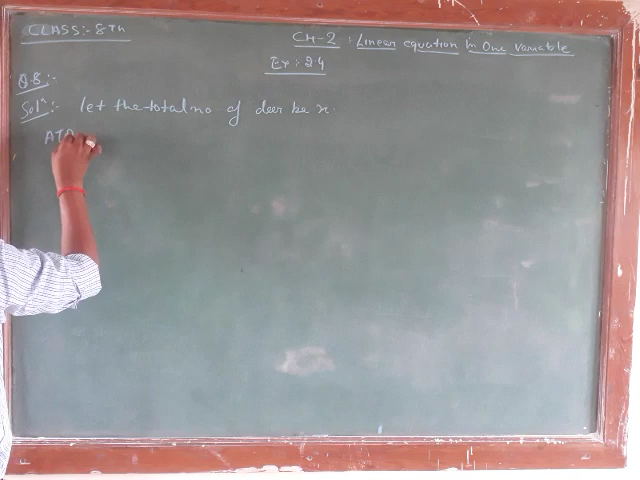 CLASS:- 8Th
CH-2 : Linear equation in One variable
Ex : 2.4
Q.8:-
Solⁿ:- let the total no of deer be x.
ATQ